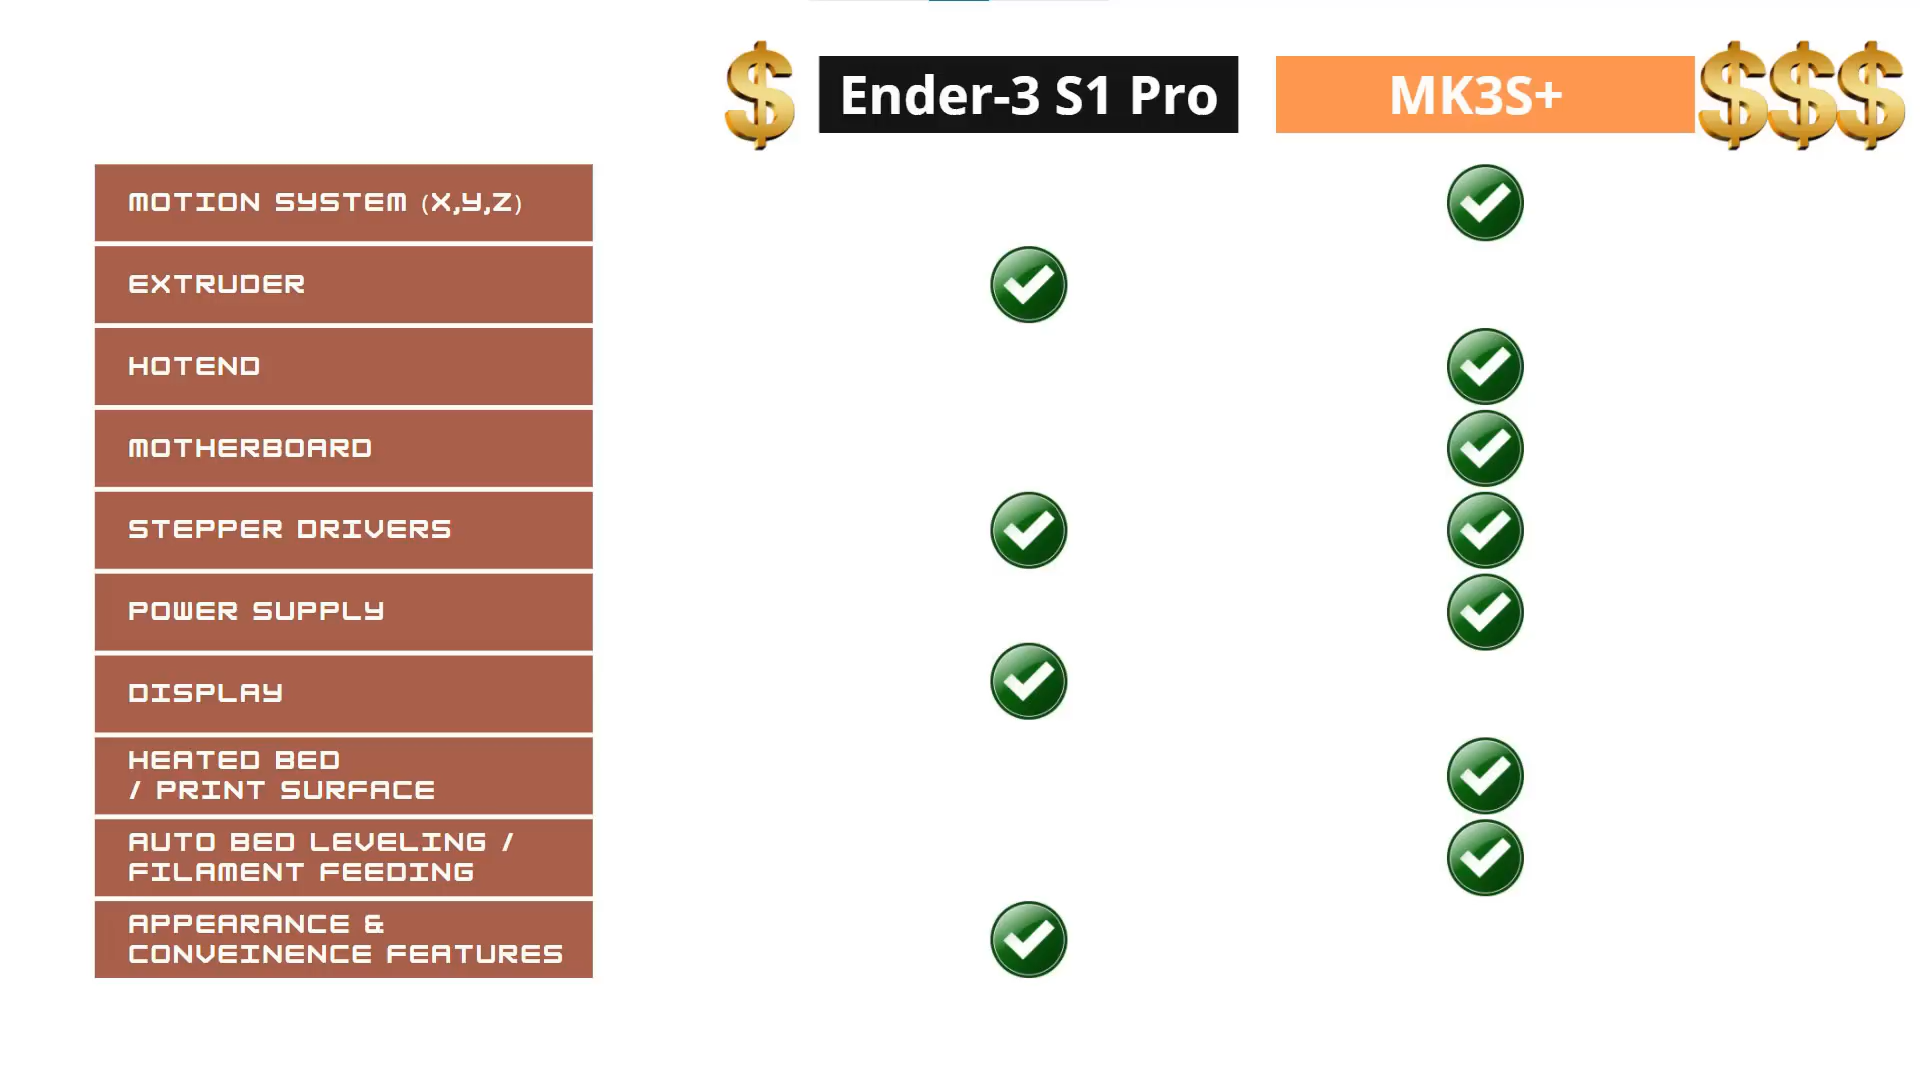 $ Ender-3 S1 Pro MK3S+ $$$
MOTION SYSTEM (X,Y,Z)
EXTRUDER
HOTEND
MOTHERBOARD
STEPPER DRIVERS
POWER SUPPLY
DISPLAY
HEATED BED
/ PRINT SURFACE
AUTO BED LEVELING /
FILAMENT FEEDING
APPEARANCE &
CONVEINENCE FEATURES